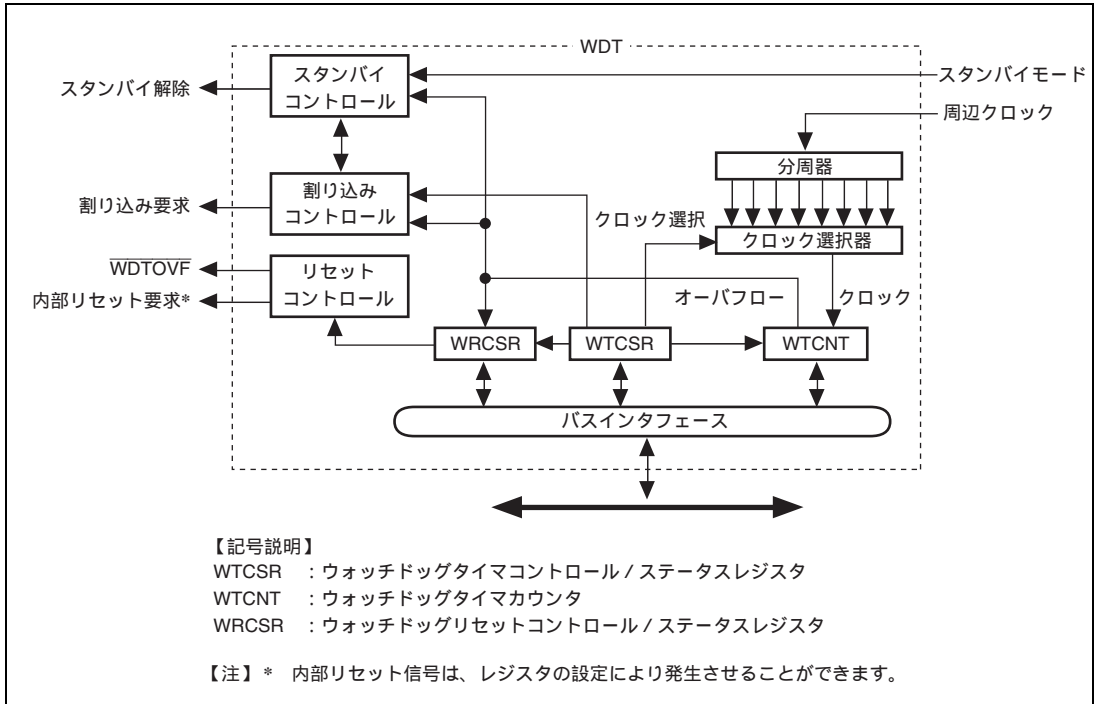 WDT
スタンバイ
コントロール
スタンバイ解除
スタンバイモード
周辺クロック
分周器
割り込み
コントロール
割り込み要求
クロック選択
クロック選択器
WDTOVF
リセット
コントロール
内部リセット要求*
オーバフロー
クロック
WRCSR
WTCSR
WTCNT
バスインタフェース
【記号説明】
WTCSR :ウォッチドッグタイマコントロール / ステータスレジスタ
WTCNT :ウォッチドッグタイマカウンタ
WRCSR :ウォッチドッグリセットコントロール / ステータスレジスタ
【注】* 内部リセット信号は、レジスタの設定により発生させることができます。